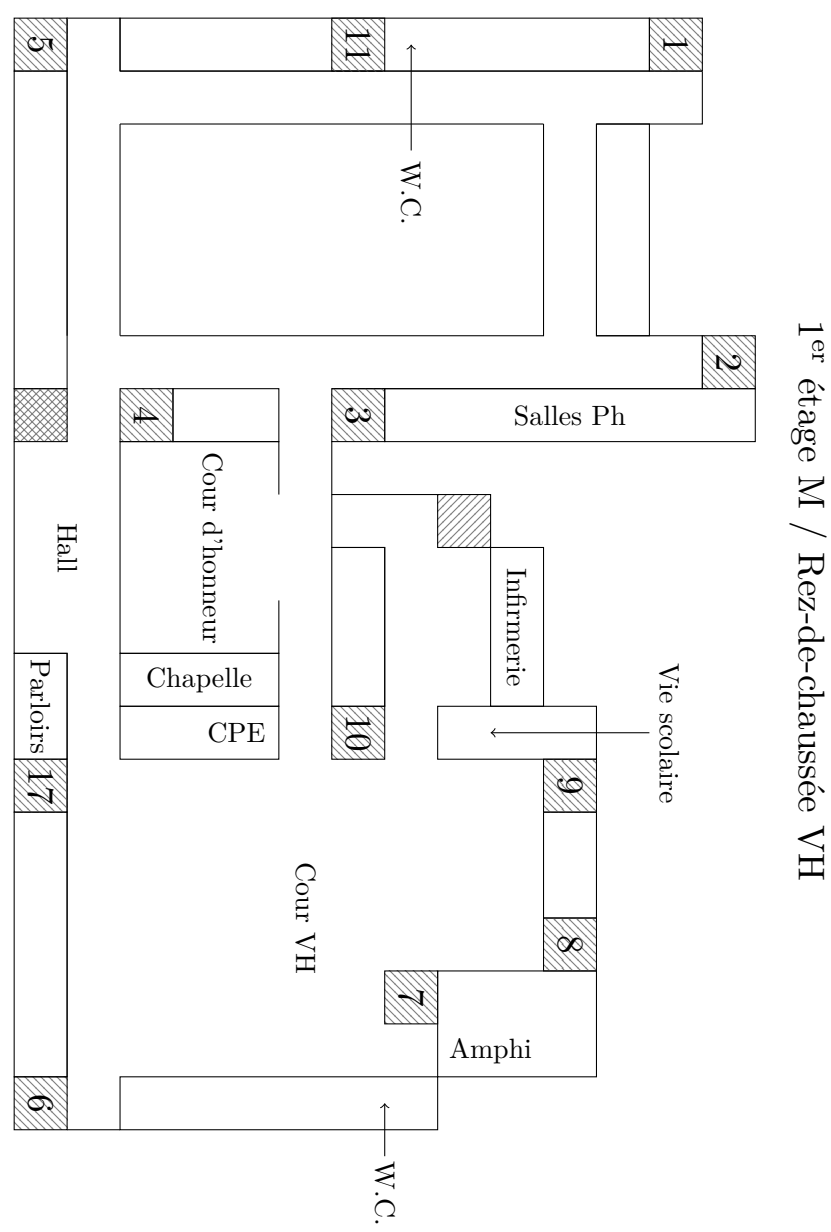 1er étage M / Rez-de-chaussée VH
5
11
1
W.C.
2
4
3
Salles Ph
Cour d'honneur
Hall
Infirmerie
Parloirs
Chapelle
CPE
10
Vie scolaire
17
9
Cour VH
8
7
Amphi
6
W.C.